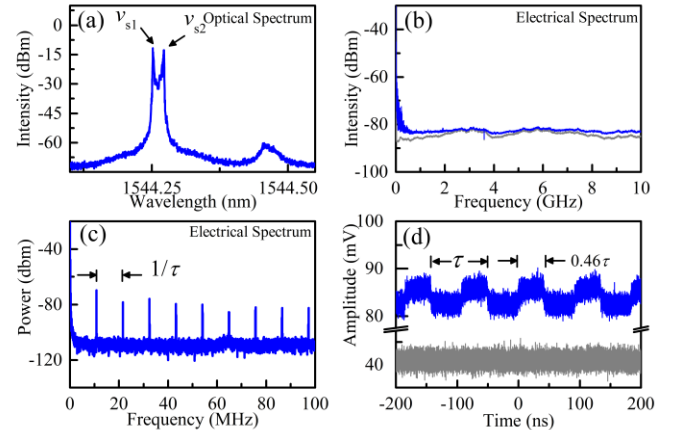 (a)
ν_s1
ν_s2
Optical Spectrum
Intensity (dBm)
0
-15
-30
-45
-60
1544.25
1544.50
Wavelength (nm)
(b)
Electrical Spectrum
Intensity (dBm)
-40
-60
-80
-100
0
2
4
6
8
10
Frequency (GHz)
(c)
Electrical Spectrum
1/τ
Power (dbm)
-40
-80
-120
0
20
40
60
80
100
Frequency (MHz)
(d)
τ
0.46τ
Amplitude (mV)
100
90
80
40
-200
-100
0
100
200
Time (ns)